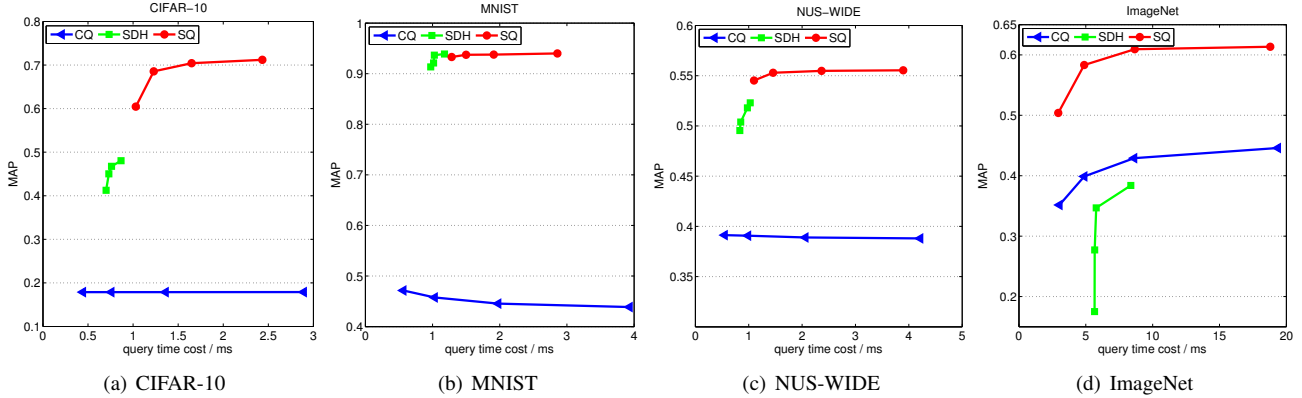 CIFAR-10
CQ SDH SQ
MAP
0.8
0.7
0.6
0.5
0.4
0.3
0.2
0.1
0 0.5 1 1.5 2 2.5 3
query time cost / ms
(a) CIFAR-10
MNIST
CQ SDH SQ
1
0.9
0.8
0.7
0.6
0.5
0.4
0 1 2 3 4
query time cost / ms
(b) MNIST
NUS-WIDE
CQ SDH SQ
MAP
0.6
0.55
0.5
0.45
0.4
0.35
0 1 2 3 4 5
query time cost / ms
(c) NUS-WIDE
ImageNet
CQ SDH SQ
MAP
0.65
0.6
0.5
0.4
0.3
0.2
0 5 10 15 20
query time cost / ms
(d) ImageNet